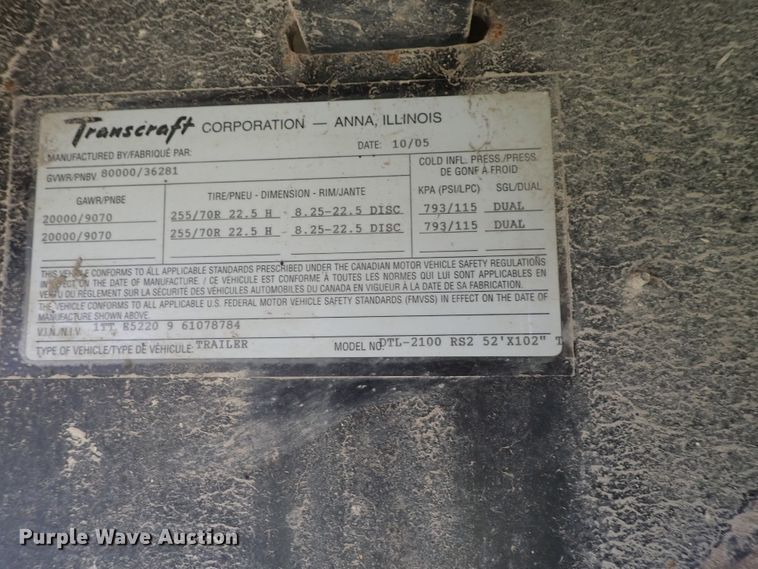 Transcraft CORPORATION — ANNA, ILLINOIS
MANUFACTURED BY/FABRIQUÉ PAR: DATE: 10/05
GVWR/PNBV 80000/36281 COLD INFL. PRESS./PRESS. DE GONF A FROID
GAWR/PNBE TIRE/PNEU - DIMENSION - RIM/JANTE KPA (PSI/LPC) SGL/DUAL
20000/9070 255/70R 22.5 H - 8.25-22.5 DISC 793/115 DUAL
20000/9070 255/70R 22.5 H - 8.25-22.5 DISC 793/115 DUAL
THIS VEHICLE CONFORMS TO ALL APPLICABLE STANDARDS PRESCRIBED UNDER THE CANADIAN MOTOR VEHICLE SAFETY REGULATIONS
IN EFFECT ON THE DATE OF MANUFACTURE / CE VEHICULE EST CONFORME À TOUTES LES NORMES QUI LUI SONT APPLICABLES EN
VERTU DU RÈGLEMENT SUR LA SÉCURITÉ DES VÉHICULES AUTOMOBILES DU CANADA EN VIGUEUR À LA DATE DE SA FABRICATION.
THE VEHICLE CONFORMS TO ALL APPLICABLE U.S. FEDERAL MOTOR VEHICLE SAFETY STANDARDS (FMVSS) IN EFFECT ON THE DATE OF
MANUFACTURE SHOWN ABOVE.
V.I.N./N.I.V. 1TT E5220 9 61078784
TYPE OF VEHICLE/TYPE DE VÉHICULE: TRAILER MODEL NO. DTL-2100 RS2 52'X102" T
Purple Wave Auction